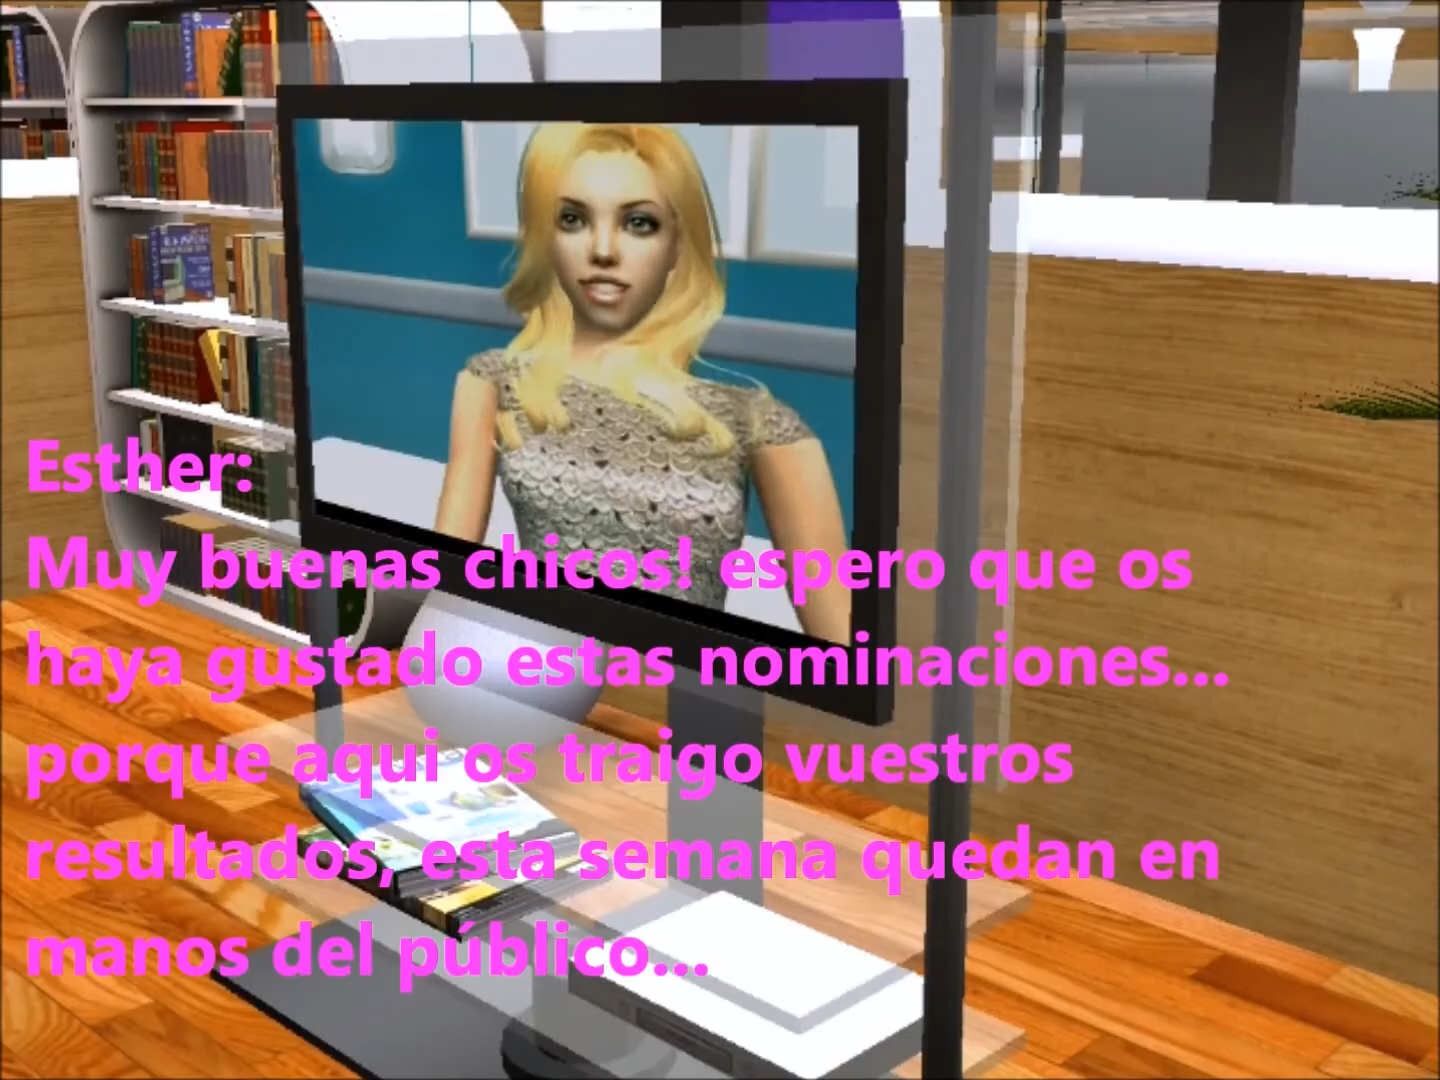 Esther:
Muy buenas chicos! espero que os
haya gustado estas nominaciones...
porque aqui os traigo vuestros
resultados, esta semana quedan en
manos del público...